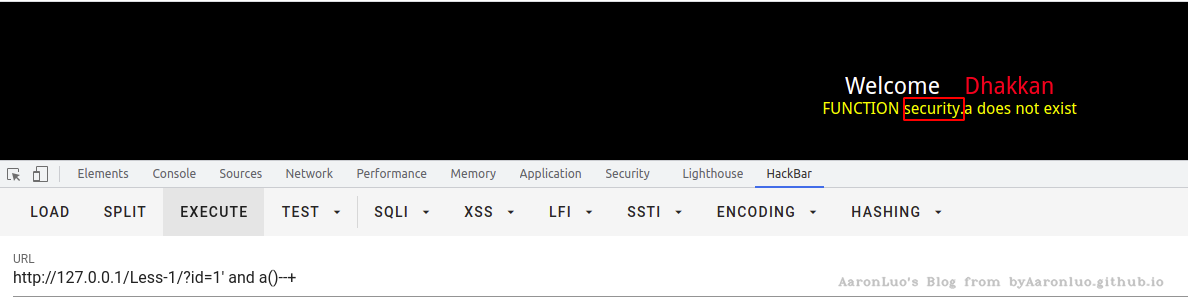 Welcome Dhakkan
FUNCTION security.a does not exist
Elements Console Sources Network Performance Memory Application Security Lighthouse HackBar
LOAD SPLIT EXECUTE TEST SQLI XSS LFI SSTI ENCODING HASHING
URL
http://127.0.0.1/Less-1/?id=1' and a()--+
AaronLuo's Blog from byAaronluo.github.io